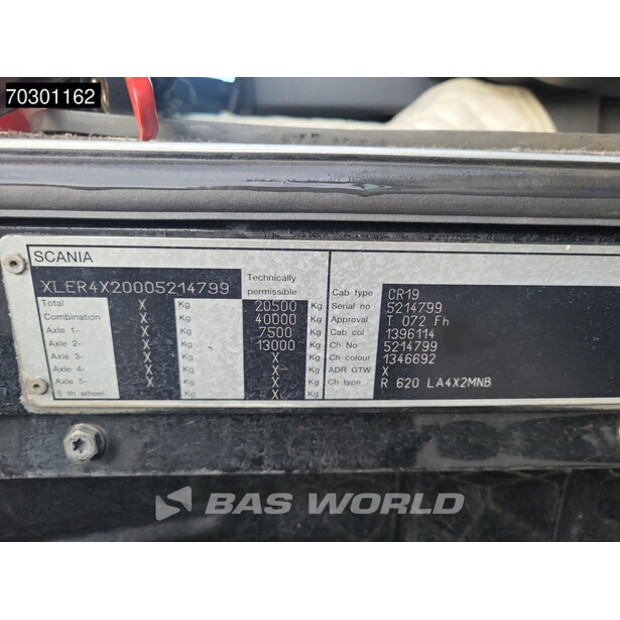 70301162
SCANIA
XLER4X20005214799
Technically permissible
Total X Kg 20500 Kg
Combination X Kg 40000 Kg
Axle 1- X Kg 7500 Kg
Axle 2- X Kg 13000 Kg
Axle 3- X Kg X Kg
Axle 4- X Kg X Kg
Axle 5- X Kg X Kg
5 th wheel Kg X Kg
Cab type CR19
Serial no 5214799
Approval T 072 Fh
Cab col 1396114
Ch No 5214799
Ch colour 1346692
ADR GTW X
Ch type R 620 LA4X2MNB
BAS WORLD